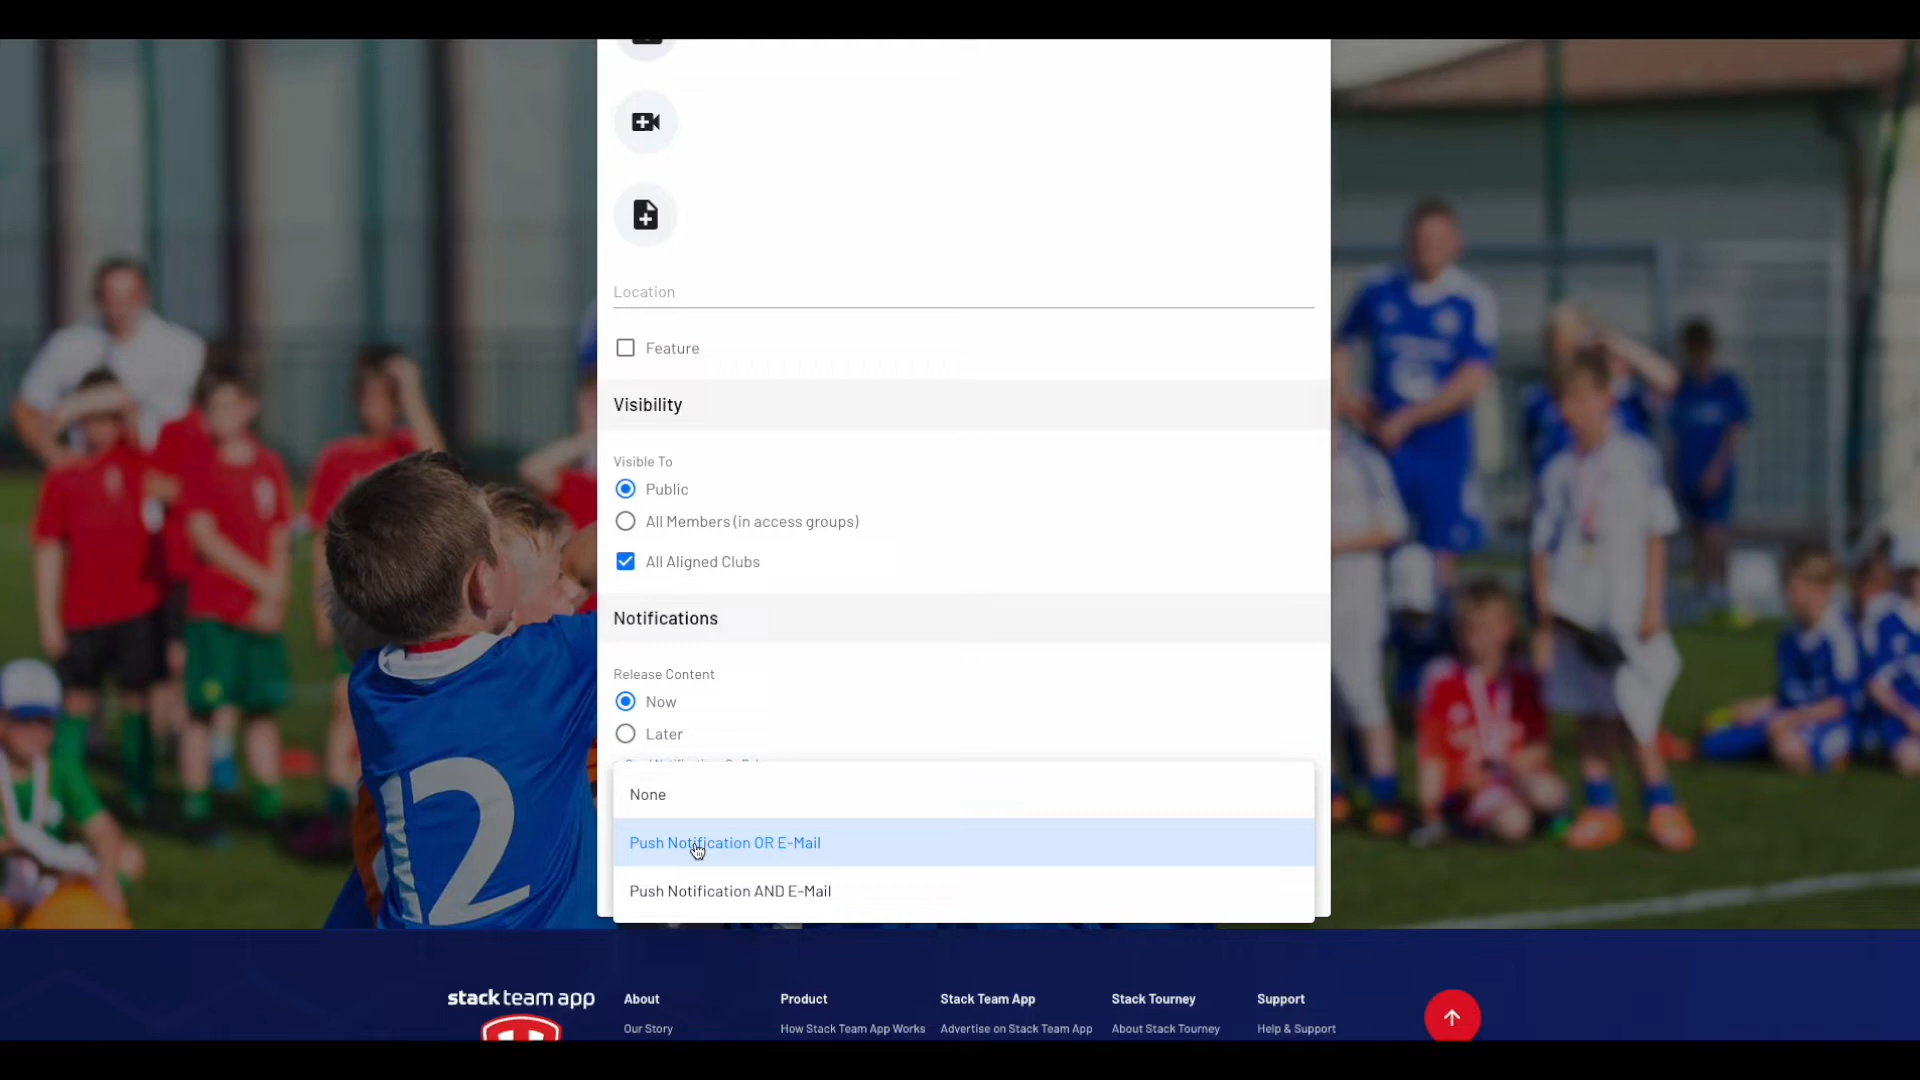 Location
Feature
Visibility
Visible To
Public
All Members (in access groups)
All Aligned Clubs
Notifications
Release Content
Now
Later
None
Push Notification OR E-Mail
Push Notification AND E-Mail
12
stack team app
About
Product
Stack Team App
Stack Tourney
Support
Our Story
How Stack Team App Works
Advertise on Stack Team App
About Stack Tourney
Help & Support